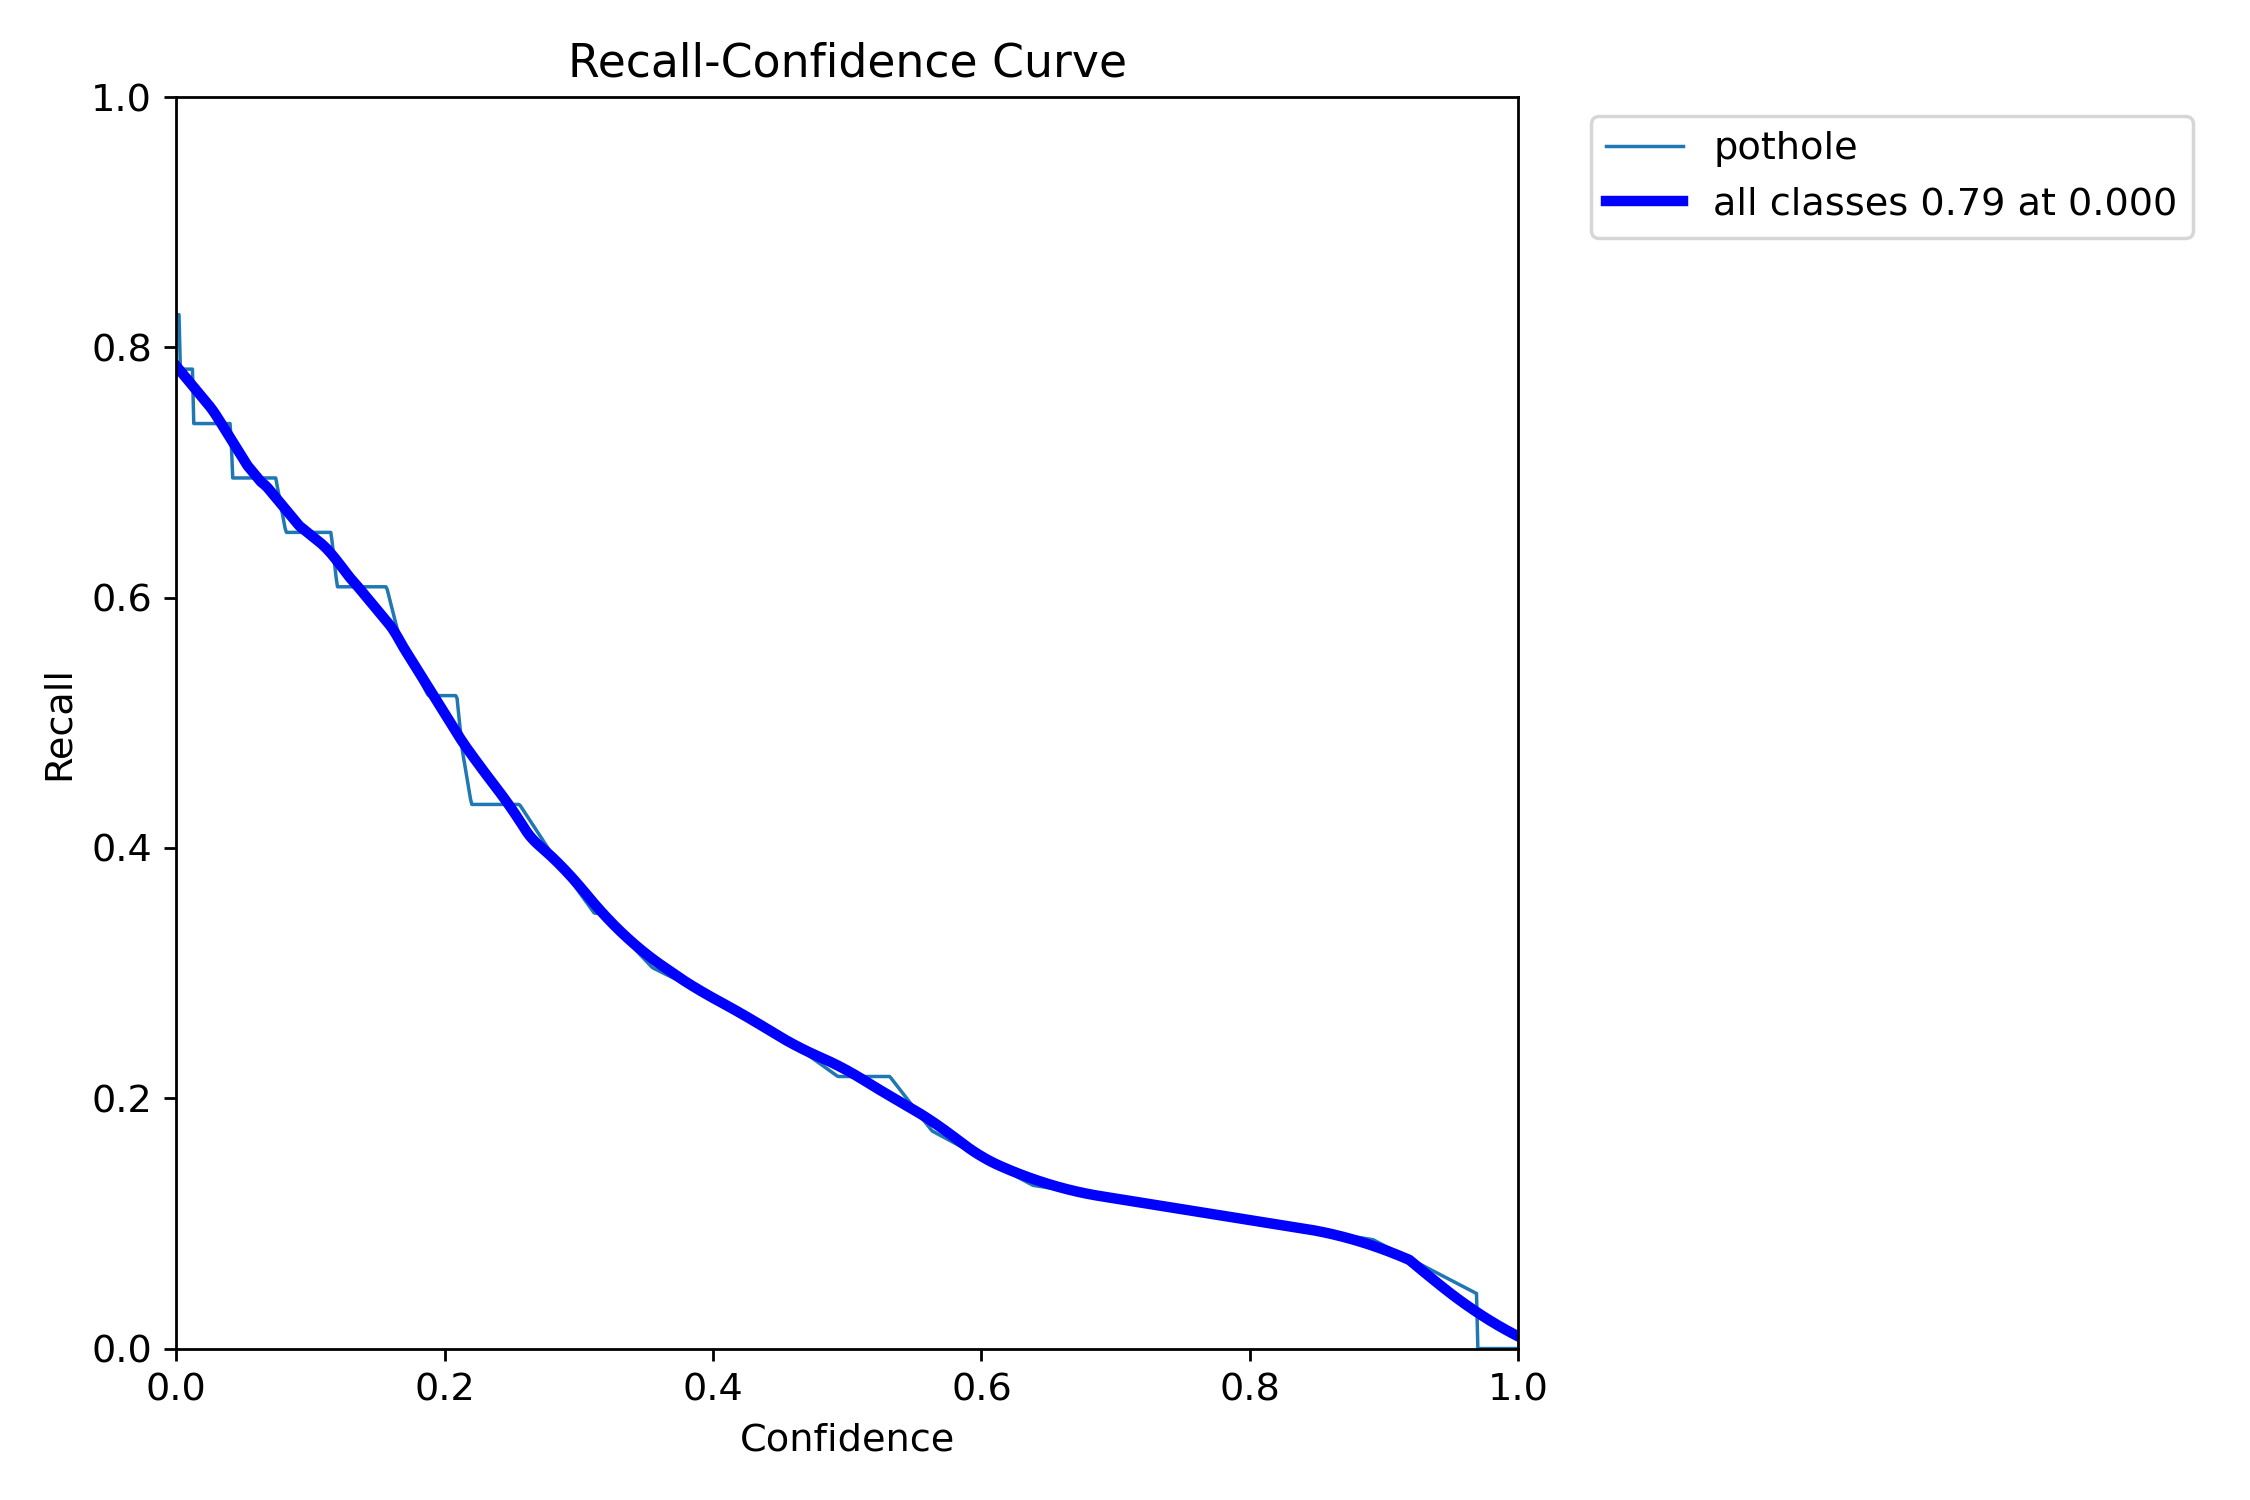 Recall-Confidence Curve
1.0
0.8
0.6
0.4
0.2
0.0
Recall
0.0 0.2 0.4 0.6 0.8 1.0
Confidence
pothole
all classes 0.79 at 0.000